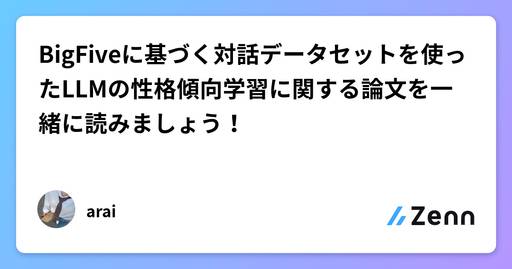 BigFiveに基づく対話データセットを使っ
たLLMの性格傾向学習に関する論文を一
緒に読みましょう！
arai
Zenn